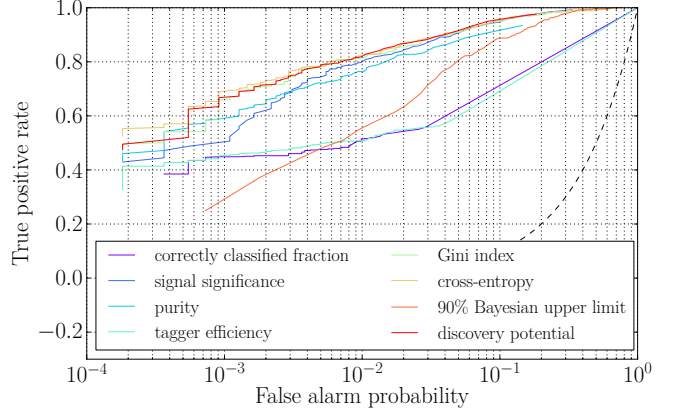 1.0
0.8
0.6
0.4
0.2
0.0
−0.2
True positive rate
correctly classified fraction
signal significance
purity
tagger efficiency
Gini index
cross-entropy
90% Bayesian upper limit
discovery potential
10⁻⁴ 10⁻³ 10⁻² 10⁻¹ 10⁰
False alarm probability